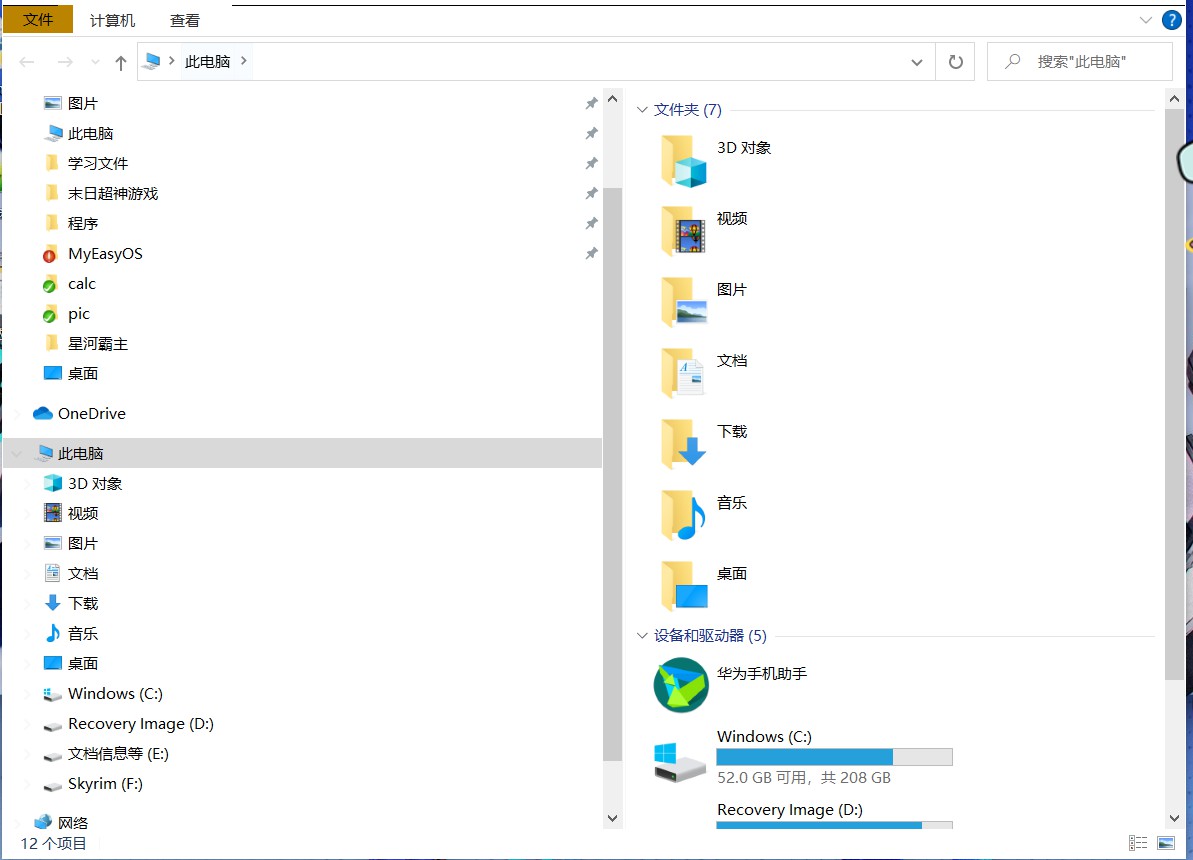 文件 计算机 查看
此电脑
搜索"此电脑"
图片
此电脑
学习文件
末日超神游戏
程序
MyEasyOS
calc
pic
星河霸主
桌面
OneDrive
此电脑
3D 对象
视频
图片
文档
下载
音乐
桌面
Windows (C:)
Recovery Image (D:)
文档信息等 (E:)
Skyrim (F:)
网络
文件夹 (7)
3D 对象
视频
图片
文档
下载
音乐
桌面
设备和驱动器 (5)
华为手机助手
Windows (C:)
52.0 GB 可用，共 208 GB
Recovery Image (D:)
12 个项目